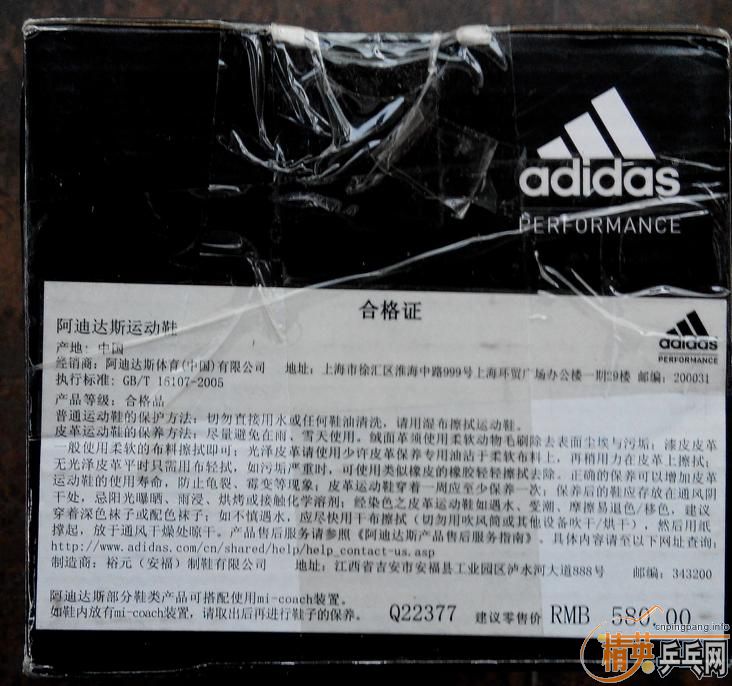 adidas
PERFORMANCE
合格证
阿迪达斯运动鞋
adidas
PERFORMANCE
产地: 中国
经销商: 阿迪达斯体育(中国)有限公司 地址: 上海市徐汇区淮海中路999号上海环贸广场办公楼一期29楼 邮编: 200031
执行标准: GB/T 15107-2005
产品等级: 合格品
普通运动鞋的保护方法: 切勿直接用水或任何鞋油清洗, 请用湿布擦拭运动鞋。
皮革运动鞋的保养方法: 尽量避免在雨、雪天使用。绒面革须使用柔软动物毛刷除去表面尘埃与污垢; 漆皮皮革
一般使用柔软的布料擦拭即可; 光泽皮革请使用少许皮革保养专用油沾于柔软布料上, 再稍用力在皮革上擦拭;
无光泽皮革平时只需用布轻拭, 如污垢严重时, 可使用类似橡皮的橡胶轻轻擦拭去除。正确的保养可以增加皮革
运动鞋的使用寿命, 防止龟裂、霉变等现象; 皮革运动鞋穿着一周应至少保养一次; 保养后的鞋应存放在通风阴
干处, 忌阳光曝晒、雨浸、烘烤或接触化学溶剂; 经染色之皮革运动鞋如遇水、受潮、摩擦易退色/移色, 建议
穿着深色袜子或配色袜子; 如不慎遇水, 应尽快用干布擦拭(切勿用吹风筒或其他设备吹干/烘干), 然后用纸
撑起, 放于通风干燥处晾干。产品售后服务请参照《阿迪达斯产品售后服务指南》。具体内容请至以下网址查询:
http://www.adidas.com/cn/shared/help/help_contact-us.asp
制造商: 裕元(安福)制鞋有限公司 地址: 江西省吉安市安福县工业园区泸水河大道888号 邮编: 343200
阿迪达斯部分鞋类产品可搭配使用mi-coach装置。
如鞋内放有mi-coach装置, 请取出后再进行鞋子的保养。 Q22377 建议零售价 RMB 580.00
cnpingpang.info
精英乒乓网